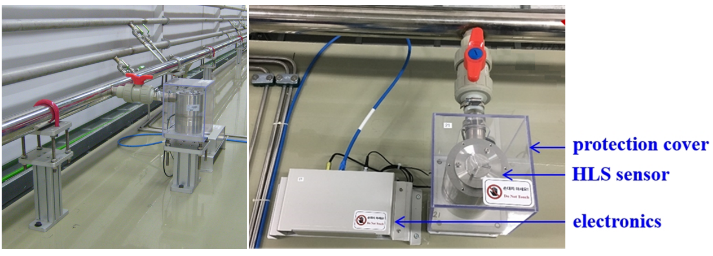 protection cover
HLS sensor
electronics
Do Not Touch